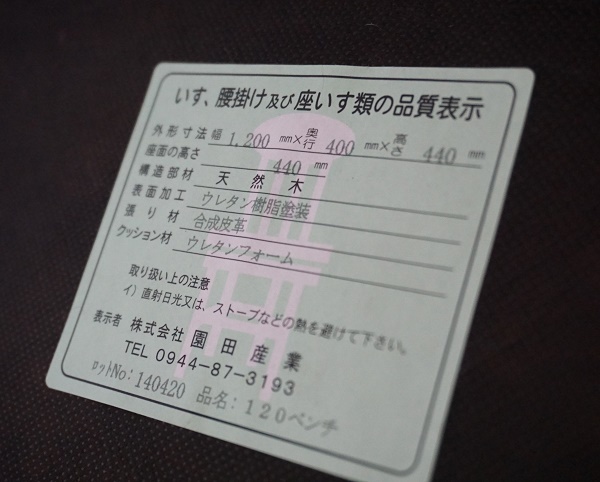 いす、腰掛け及び座いす類の品質表示
外形寸法 幅 1,200 mm× 奥行 400 mm× 高さ 440 mm
座面の高さ 440 mm
構造部材 天然木
表面加工 ウレタン樹脂塗装
張り材 合成皮革
クッション材 ウレタンフォーム
取り扱い上の注意
イ）直射日光又は、ストーブなどの熱を避けて下さい。
表示者 株式会社 園田産業
TEL 0944-87-3193
ロットNo: 140420 品名: 120ベンチ